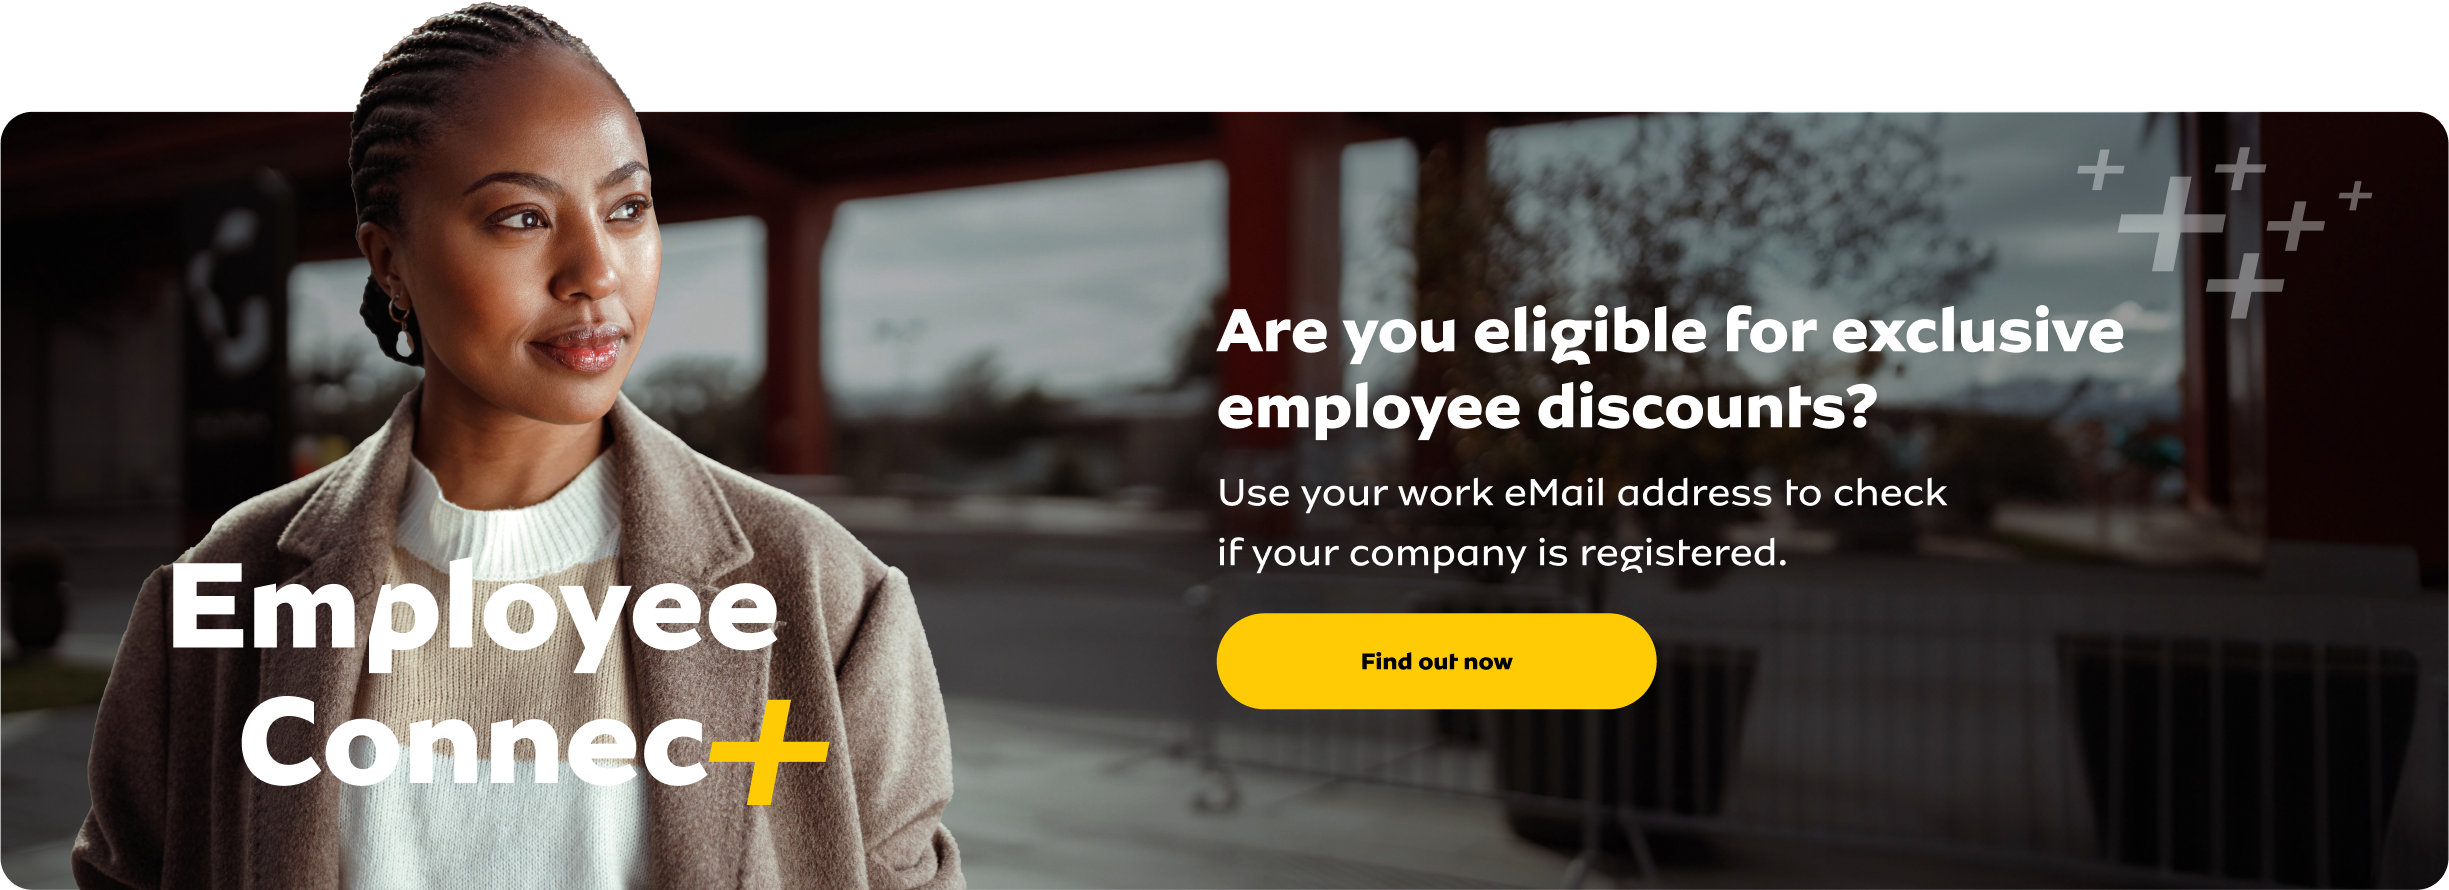 Employee
Connec+
Are you eligible for exclusive
employee discounts?
Use your work eMail address to check
if your company is registered.
Find out now